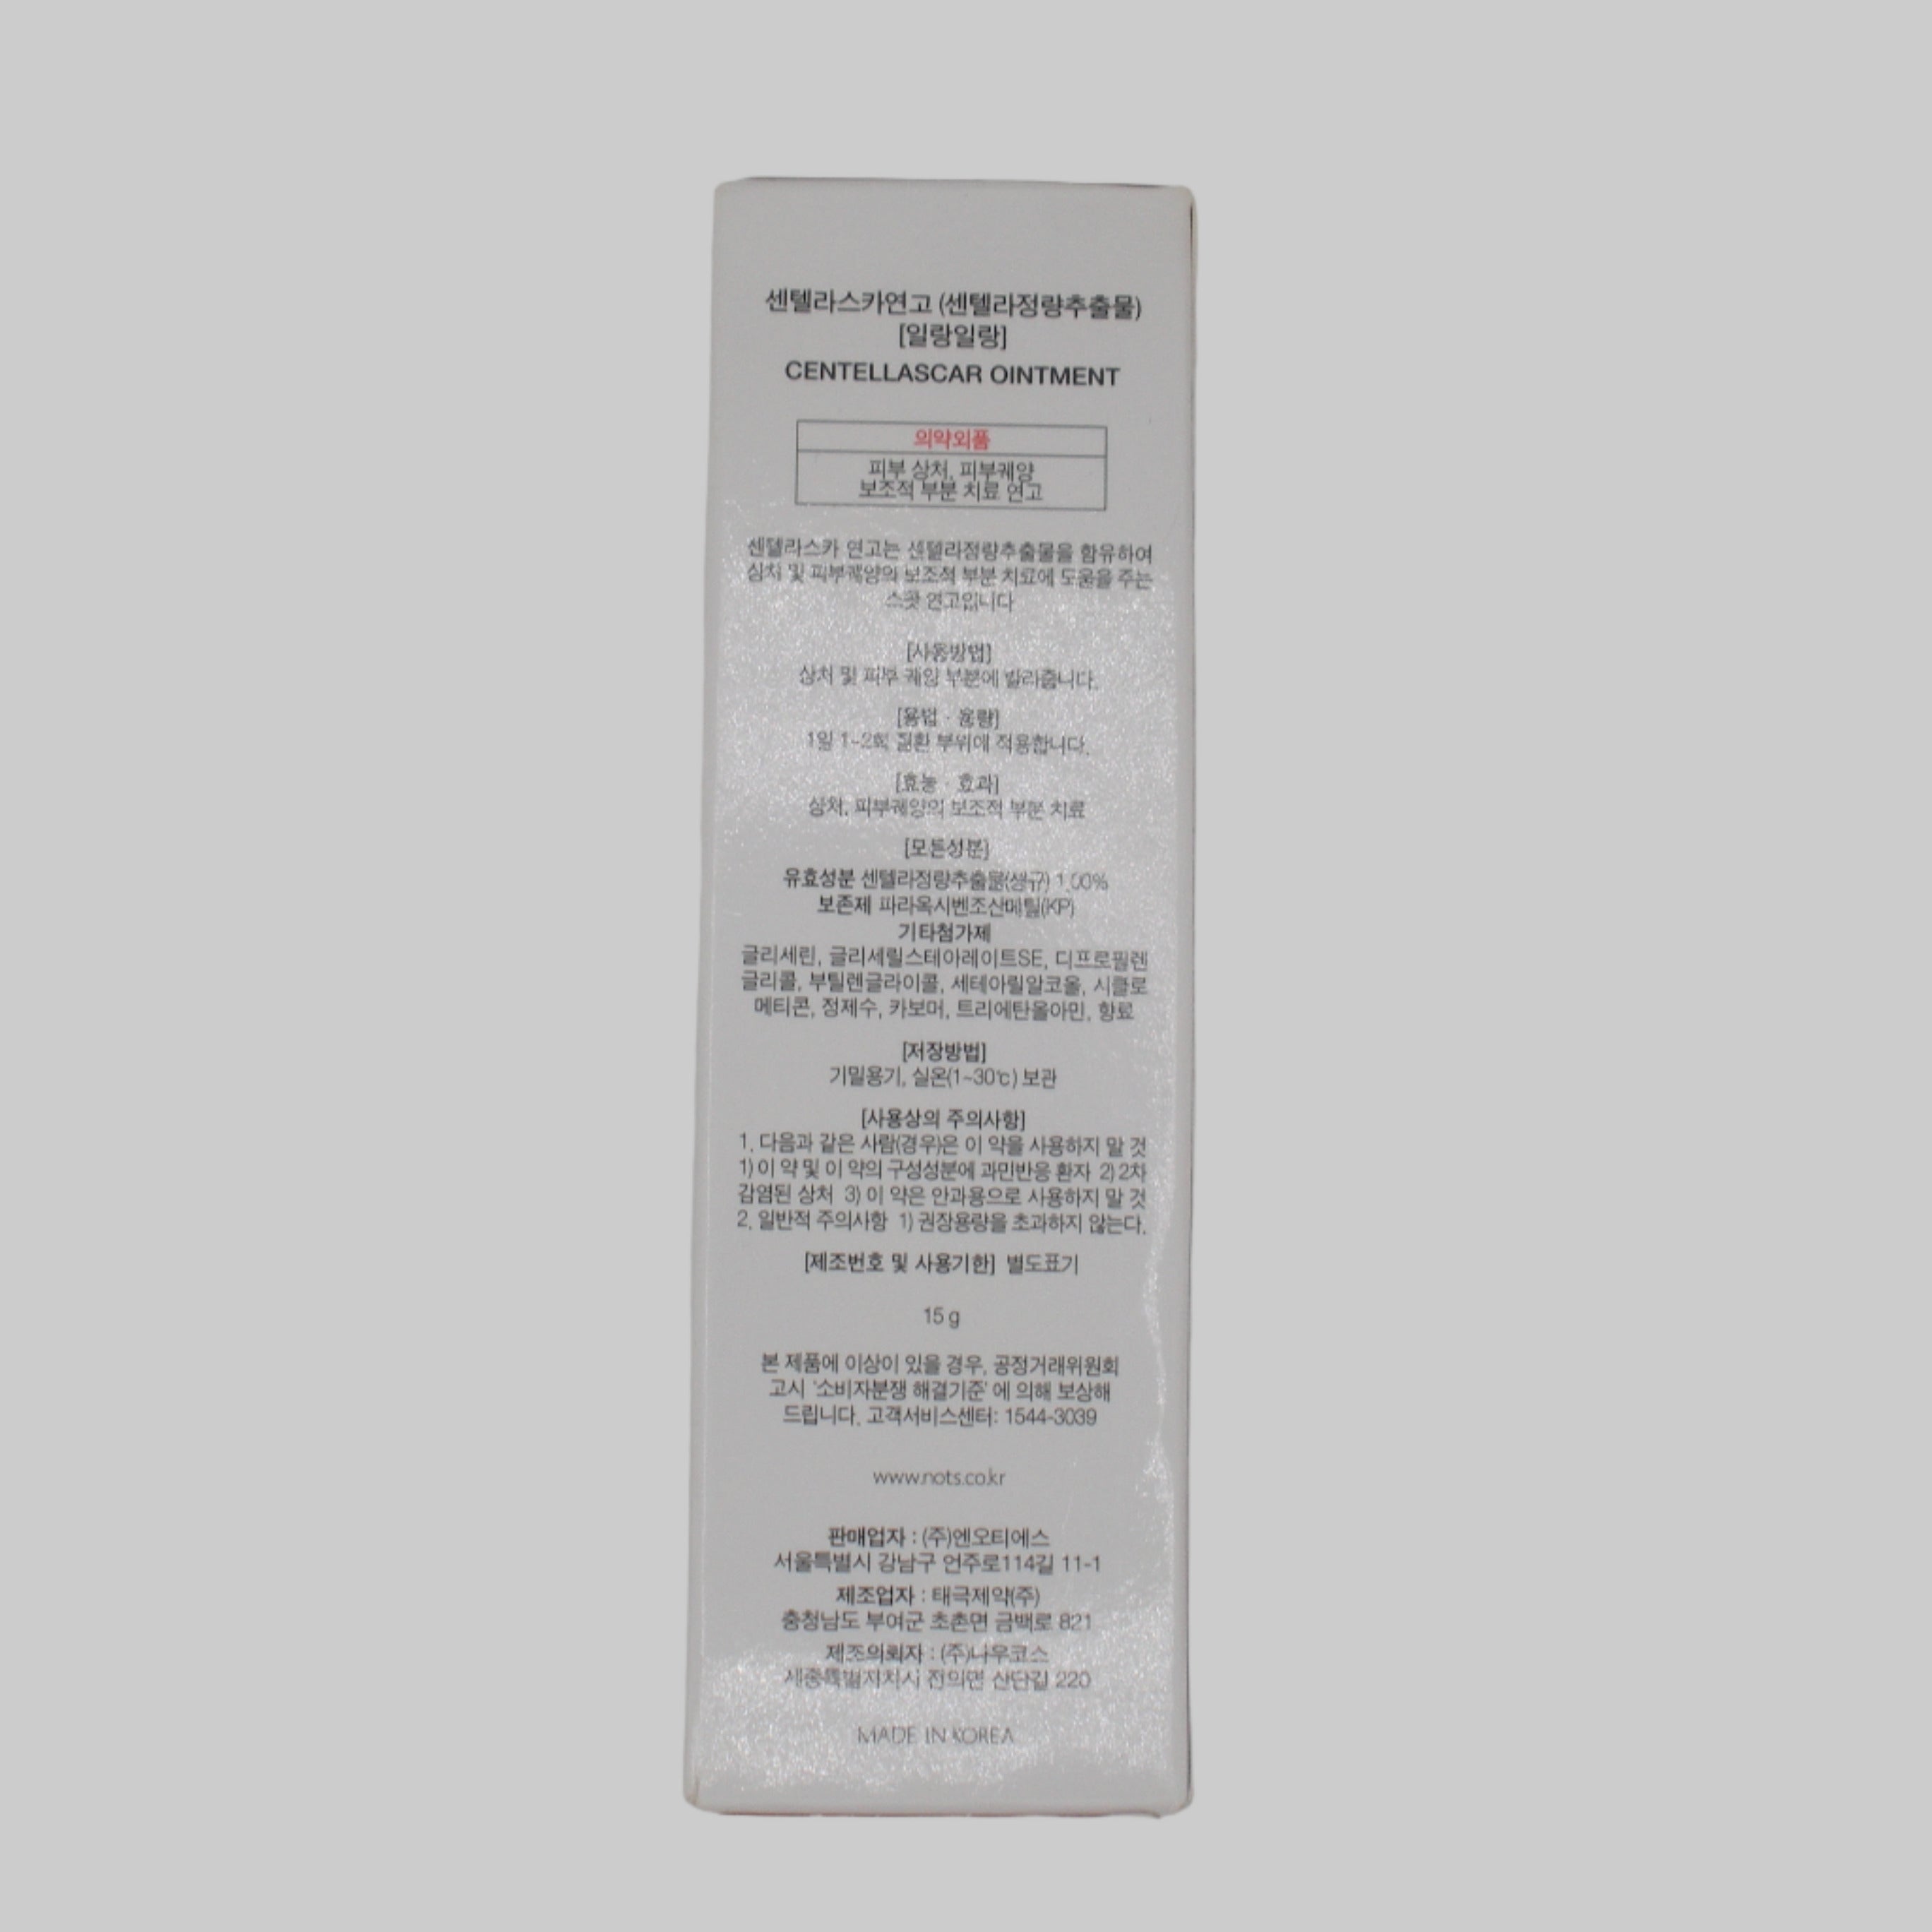 센텔라스카연고 (센텔라정량추출물)
[일랑일랑]
CENTELLASCAR OINTMENT
의약외품
피부 상처, 피부궤양
보조적 부분 치료 연고
센텔라스카 연고는 센텔라정량추출물을 함유하여
상처 및 피부궤양의 보조적 부분 치료에 도움을 주는
스팟 연고입니다
[사용방법]
상처 및 피부 궤양 부분에 발라줍니다.
[용법 · 용량]
1일 1~2회 질환 부위에 적용합니다.
[효능 · 효과]
상처, 피부궤양의 보조적 부분 치료
[모든성분]
유효성분 센텔라정량추출물(생규) 1.00%
보존제 파라옥시벤조산메틸(KP)
기타첨가제
글리세린, 글리세릴스테아레이트SE, 디프로필렌
글리콜, 부틸렌글라이콜, 세테아릴알코올, 시클로
메티콘, 정제수, 카보머, 트리에탄올아민, 향료
[저장방법]
기밀용기, 실온(1~30℃) 보관
[사용상의 주의사항]
1. 다음과 같은 사람(경우)은 이 약을 사용하지 말 것
1) 이 약 및 이 약의 구성성분에 과민반응 환자 2) 2차
감염된 상처 3) 이 약은 안과용으로 사용하지 말 것
2. 일반적 주의사항 1) 권장용량을 초과하지 않는다.
[제조번호 및 사용기한] 별도표기
15 g
본 제품에 이상이 있을 경우, 공정거래위원회
고시 '소비자분쟁 해결기준' 에 의해 보상해
드립니다. 고객서비스센터: 1544-3039
www.nots.co.kr
판매업자 : (주)엔오티에스
서울특별시 강남구 언주로114길 11-1
제조업자 : 태극제약(주)
충청남도 부여군 초촌면 금백로 821
제조의뢰자 : (주)나우코스
세종특별자치시 전의면 산단길 220
MADE IN KOREA